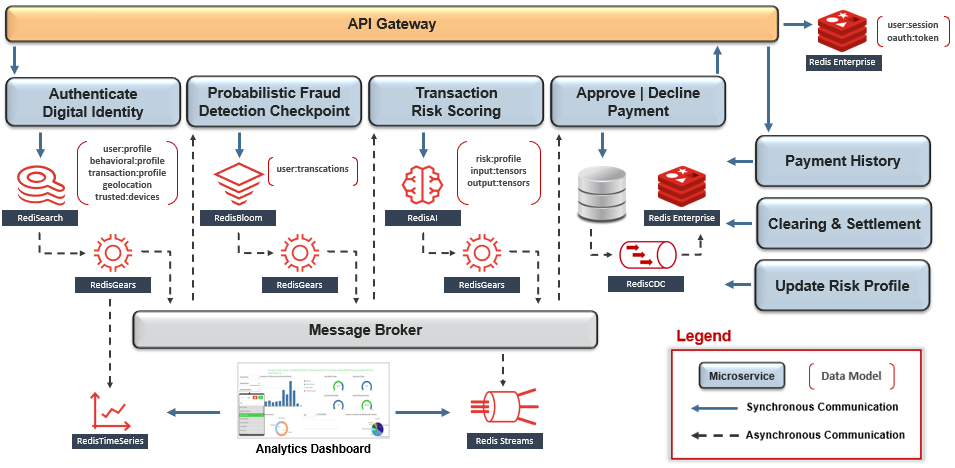 API Gateway
Redis Enterprise
user:session
oauth:token
Authenticate
Digital Identity
Probabilistic Fraud
Detection Checkpoint
Transaction
Risk Scoring
Approve | Decline
Payment
user:profile
behavioral:profile
transaction:profile
geolocation
trusted:devices
RediSearch
user:transcations
RedisBloom
risk:profile
input:tensors
output:tensors
RedisAI
Redis Enterprise
Payment History
Clearing & Settlement
Update Risk Profile
RedisGears
RedisGears
RedisGears
RedisCDC
Message Broker
RedisTimeSeries
Analytics Dashboard
Redis Streams
Legend
Microservice
Data Model
Synchronous Communication
Asynchronous Communication